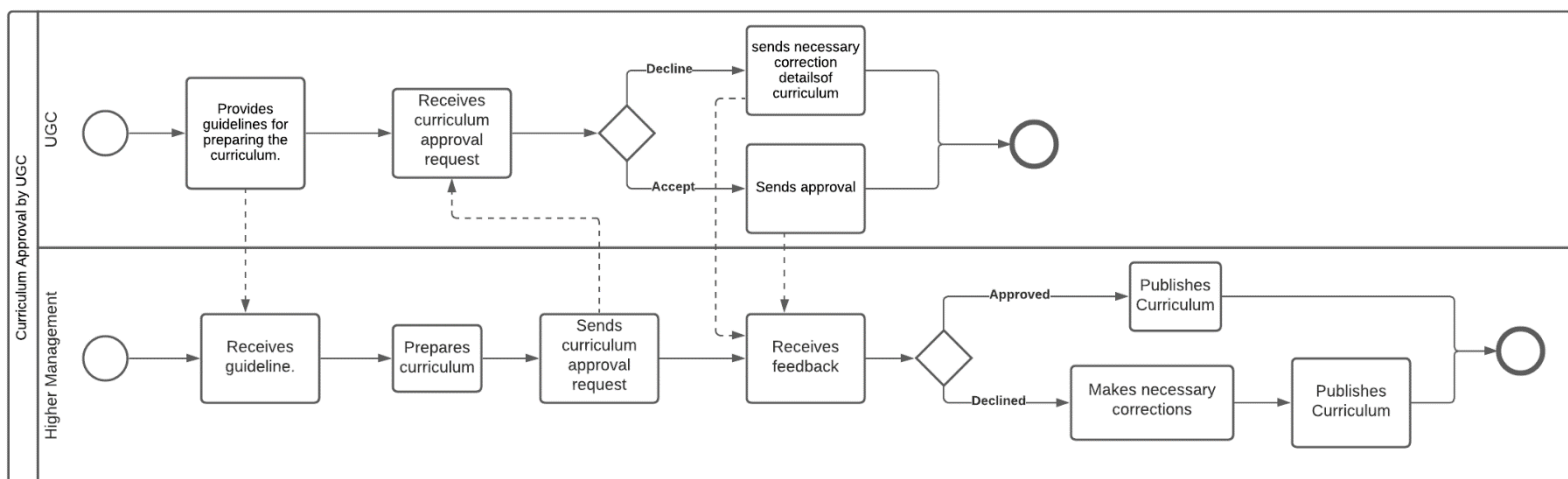 Curriculum Approval by UGC
UGC
Provides
guidelines for
preparing the
curriculum.
Receives
curriculum
approval
request
Decline
Accept
sends necessary
correction
detailsof
curriculum
Sends approval
Higher Management
Receives
guideline.
Prepares
curriculum
Sends
curriculum
approval
request
Receives
feedback
Approved
Declined
Publishes
Curriculum
Makes necessary
corrections
Publishes
Curriculum